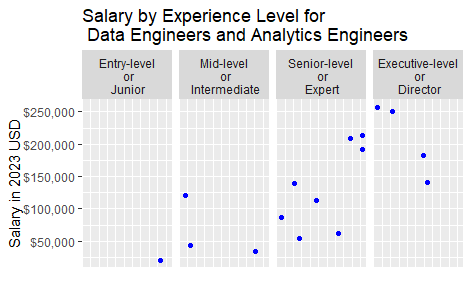 Salary by Experience Level for
Data Engineers and Analytics Engineers
Entry-level
or
Junior
Mid-level
or
Intermediate
Senior-level
or
Expert
Executive-level
or
Director
Salary in 2023 USD
$250,000
$200,000
$150,000
$100,000
$50,000